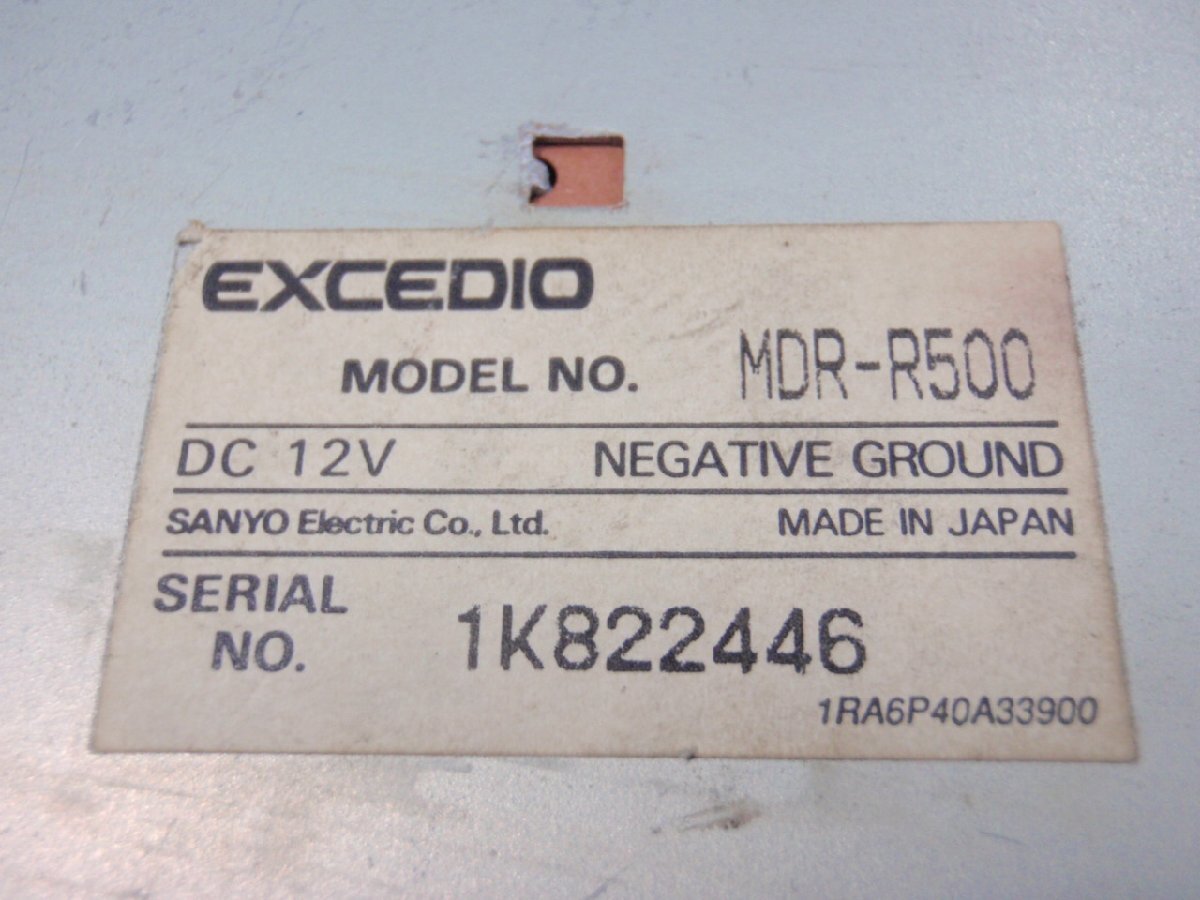 EXCEDIO
MODEL NO. MDR-R500
DC 12V NEGATIVE GROUND
SANYO Electric Co., Ltd. MADE IN JAPAN
SERIAL
NO. 1K822446
1RA6P40A33900